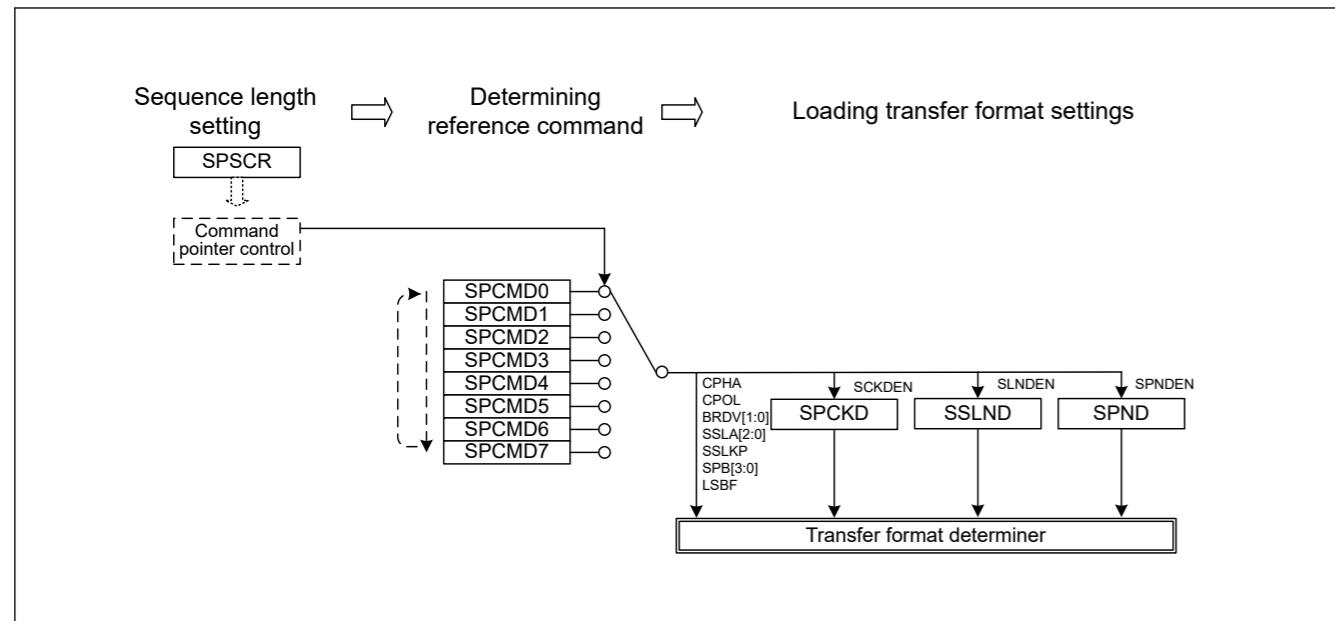 Sequence length
setting
Determining
reference command
Loading transfer format settings
SPSCR
Command
pointer control
SPCMD0
SPCMD1
SPCMD2
SPCMD3
SPCMD4
SPCMD5
SPCMD6
SPCMD7
CPHA
CPOL
BRDV[1:0]
SSLA[2:0]
SSLKP
SPB[3:0]
LSBF
SCKDEN
SPCKD
SLNDEN
SSLND
SPNDEN
SPND
Transfer format determiner